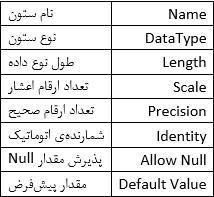 نام ستون Name
نوع ستون DataType
طول نوع داده Length
تعداد ارقام اعشار Scale
تعداد ارقام صحیح Precision
شمارنده‌ی اتوماتیک Identity
پذیرش مقدار Null Allow Null
مقدار پیش‌فرض Default Value